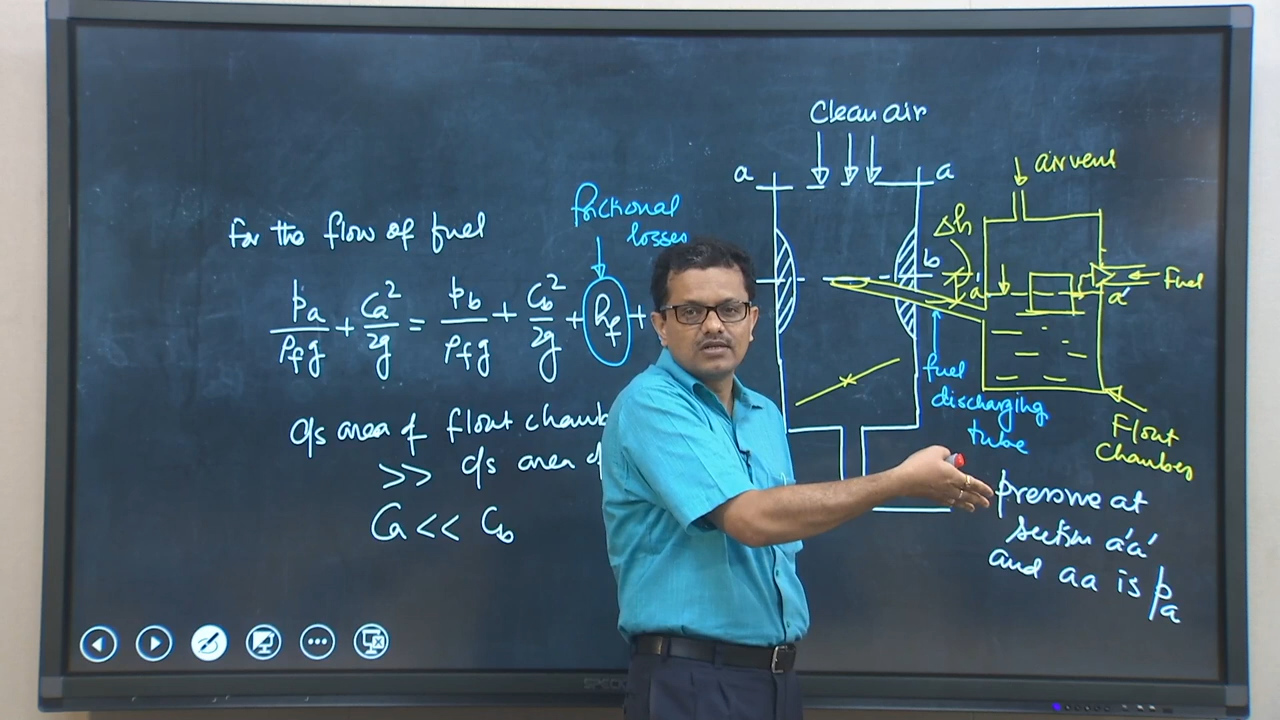 for the flow of fuel
frictional
losses
pa/ρfg + Ca²/2g = pb/ρfg + Cb²/2g + hf +
c/s area of float chamb
>> c/s area of
Ca << Cb
Clean air
a
a
air vent
Δh
b
a'
a'
Fuel
fuel
discharging
tube
Float
chamber
pressure at
section a'a'
and aa is pa